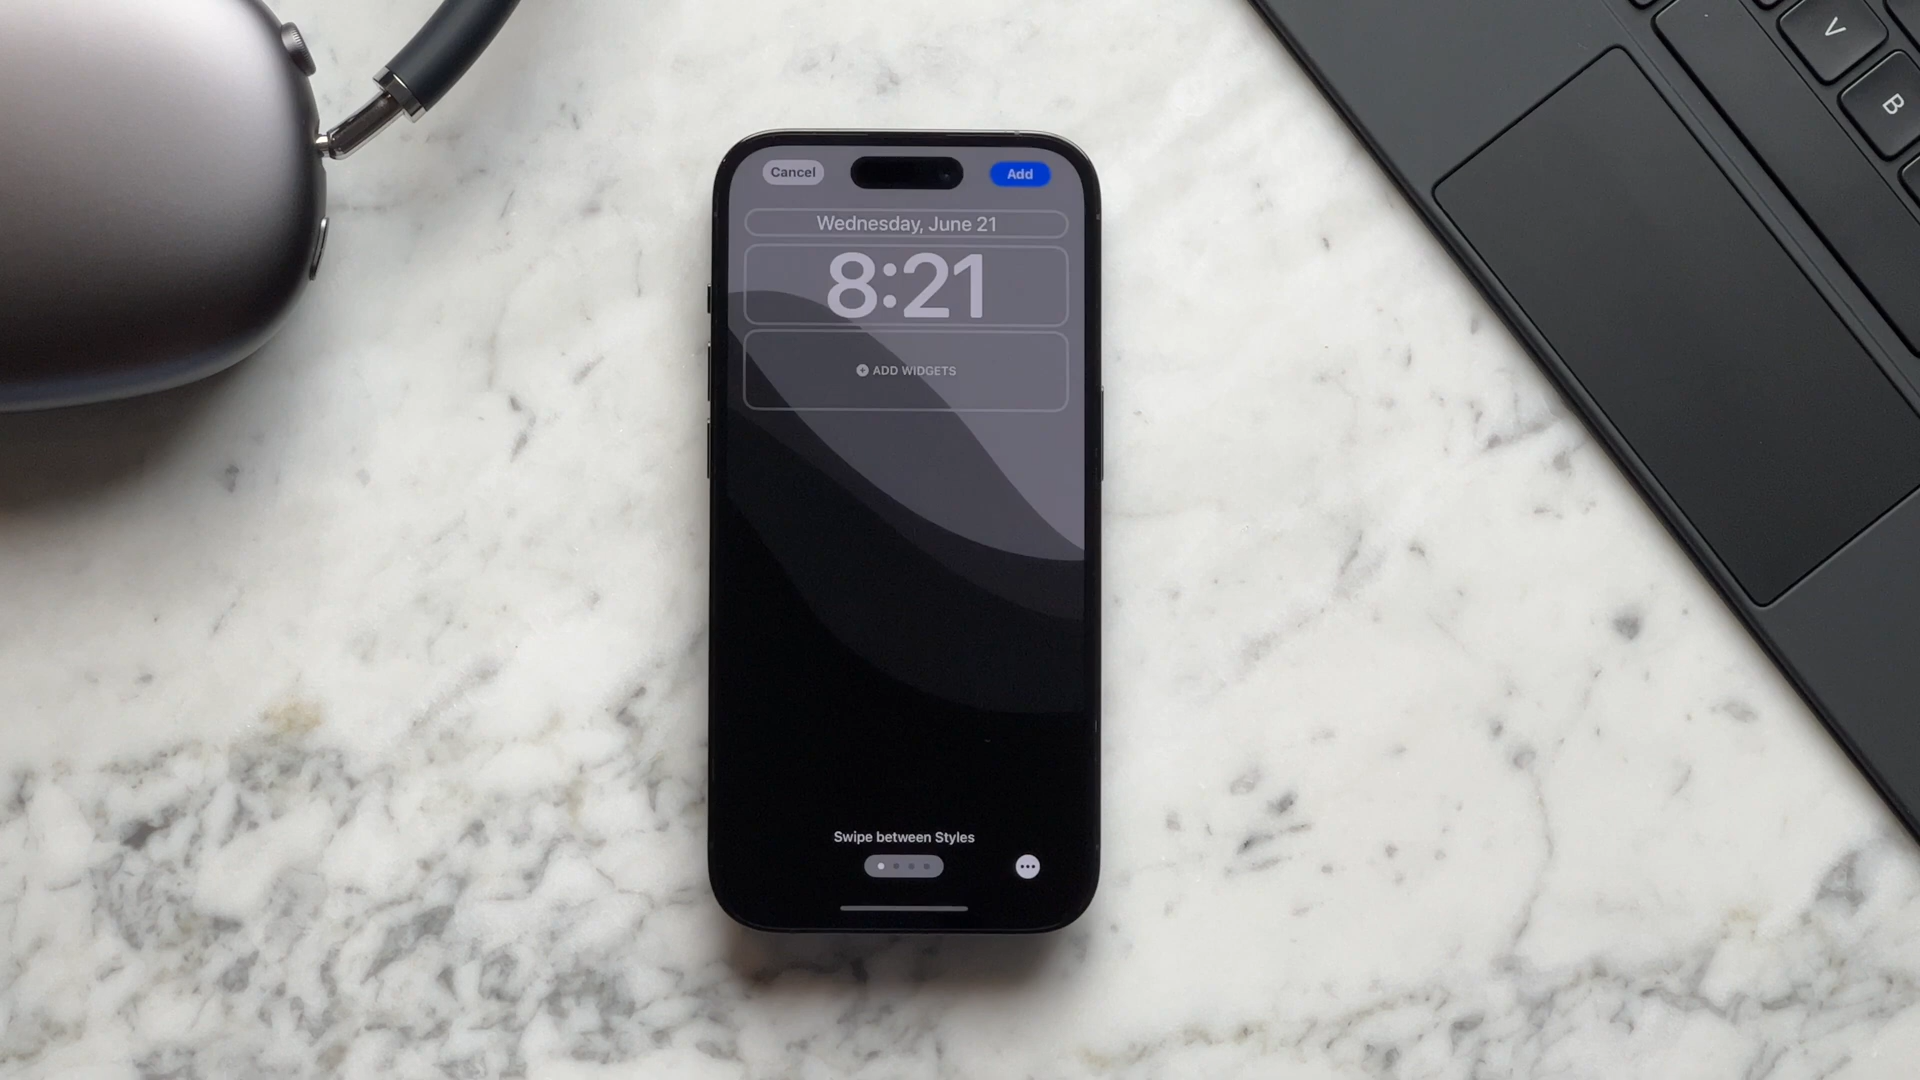 Cancel
Add
Wednesday, June 21
8:21
ADD WIDGETS
Swipe between Styles
V
B